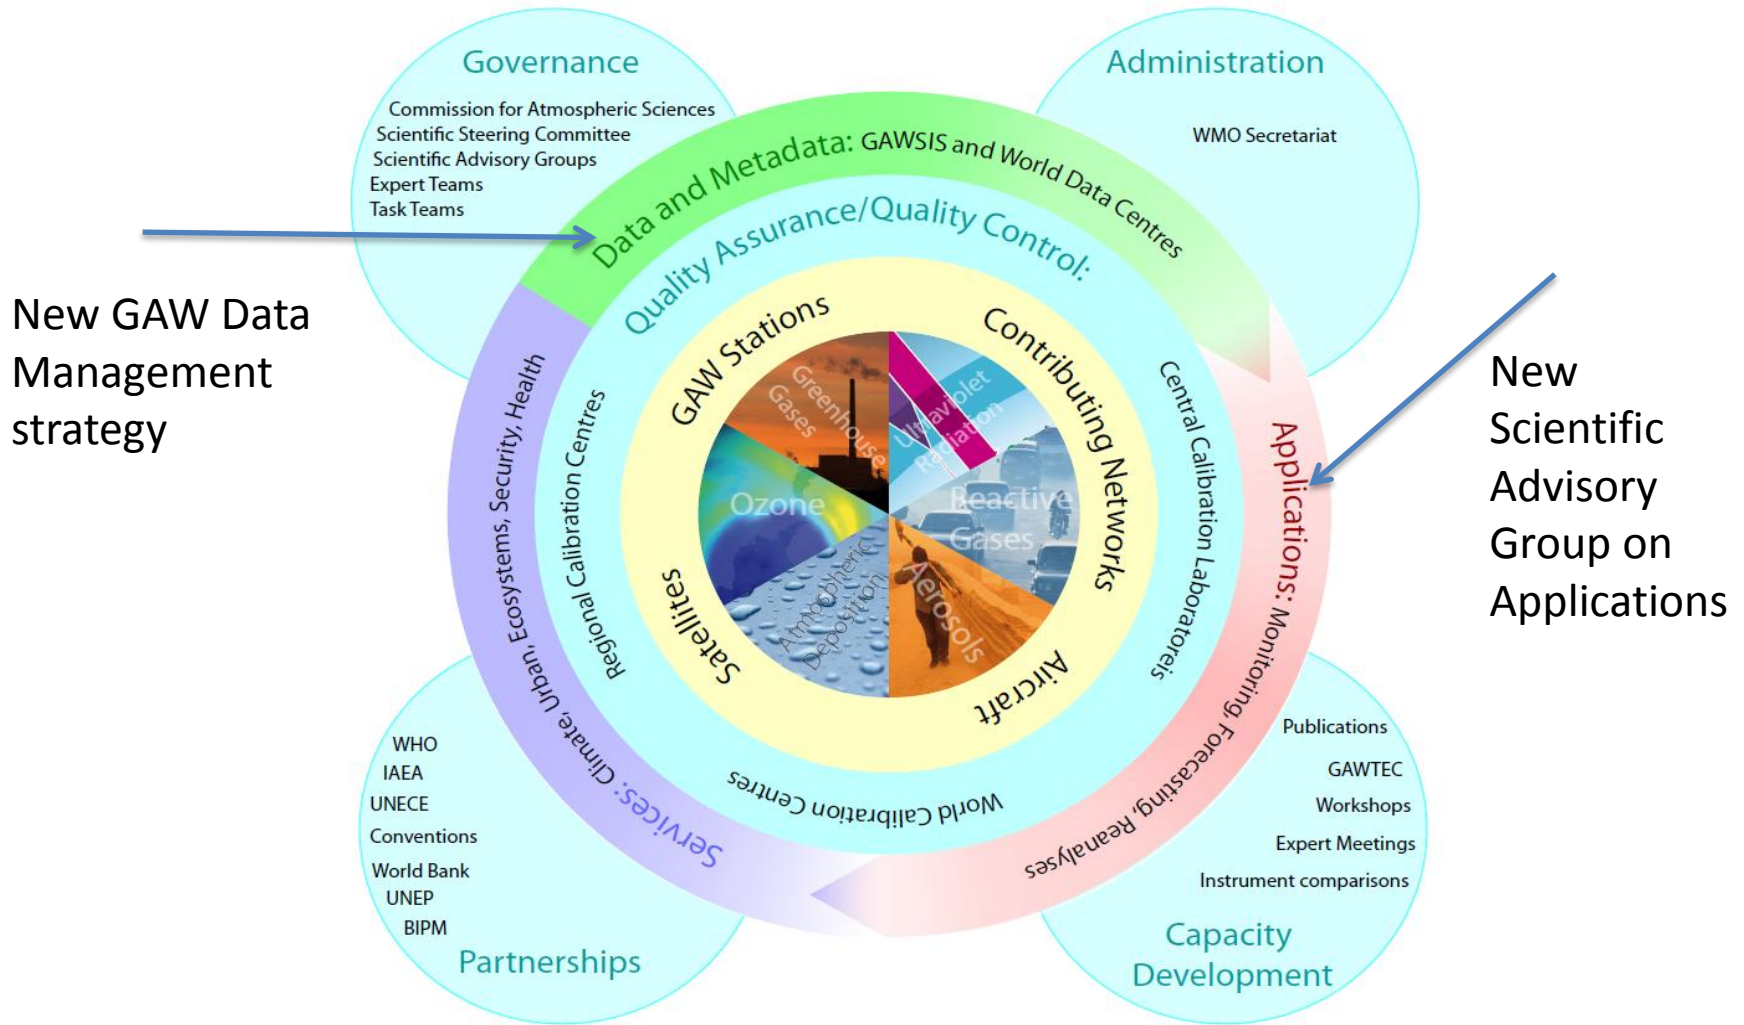 Governance
Commission for Atmospheric Sciences
Scientific Steering Committee
Scientific Advisory Groups
Expert Teams
Task Teams
Administration
WMO Secretariat
Data and Metadata: GAWSIS and World Data Centres
Quality Assurance/Quality Control:
New GAW Data
Management
strategy
New
Scientific
Advisory
Group on
Applications
GAW Stations
Contributing Networks
Greenhouse
Gases
Ultraviolet
Radiation
Ozone
Reactive
Gases
Atmospheric
Deposition
Aerosols
Satellites
Aircraft
Regional Calibration Centres
Central Calibration Laboratoreis
World Calibration Centres
Services: Climate, Urban, Ecosystems, Security, Health
Applications: Monitoring, Forecasting, Reanalyses
WHO
IAEA
UNECE
Conventions
World Bank
UNEP
BIPM
Partnerships
Publications
GAWTEC
Workshops
Expert Meetings
Instrument comparisons
Capacity
Development